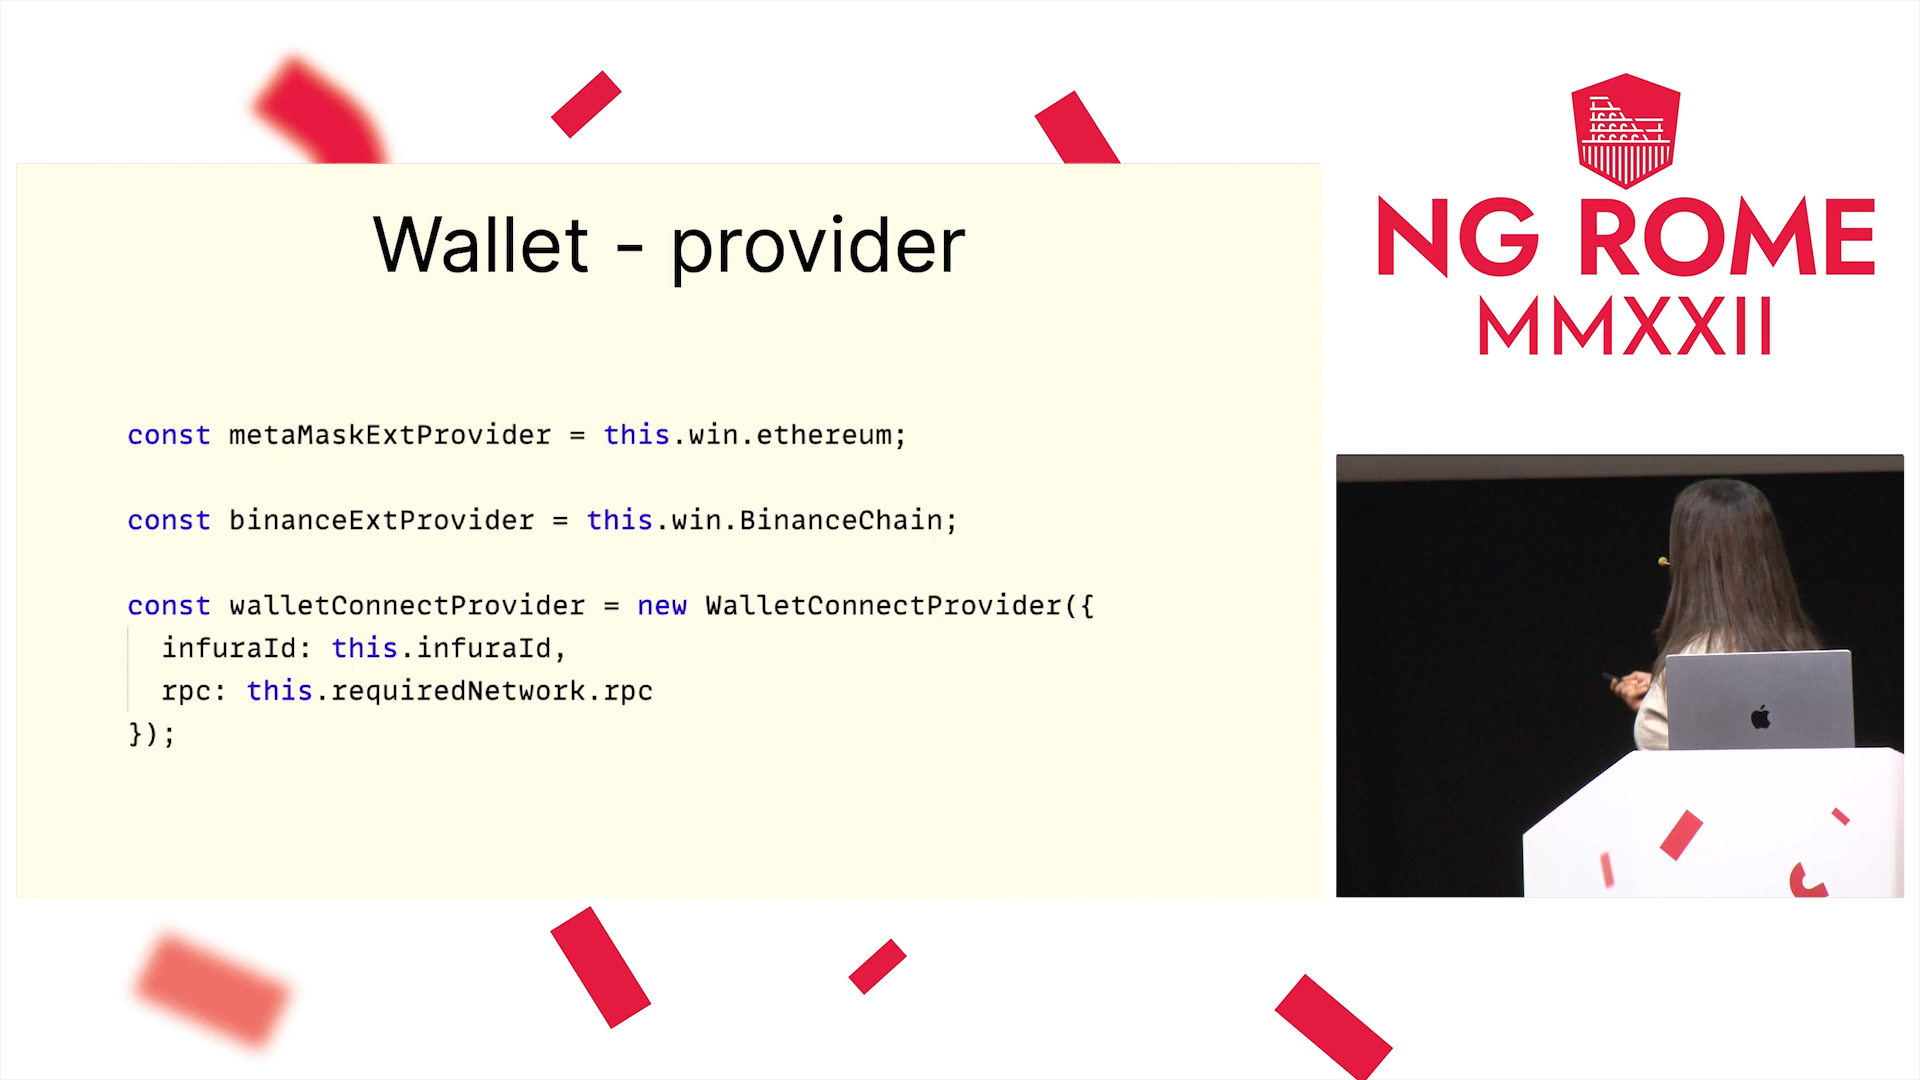 Wallet - provider
const metaMaskExtProvider = this.win.ethereum;
const binanceExtProvider = this.win.BinanceChain;
const walletConnectProvider = new WalletConnectProvider({
infuraId: this.infuraId,
rpc: this.requiredNetwork.rpc
});
NG ROME
MMXXII